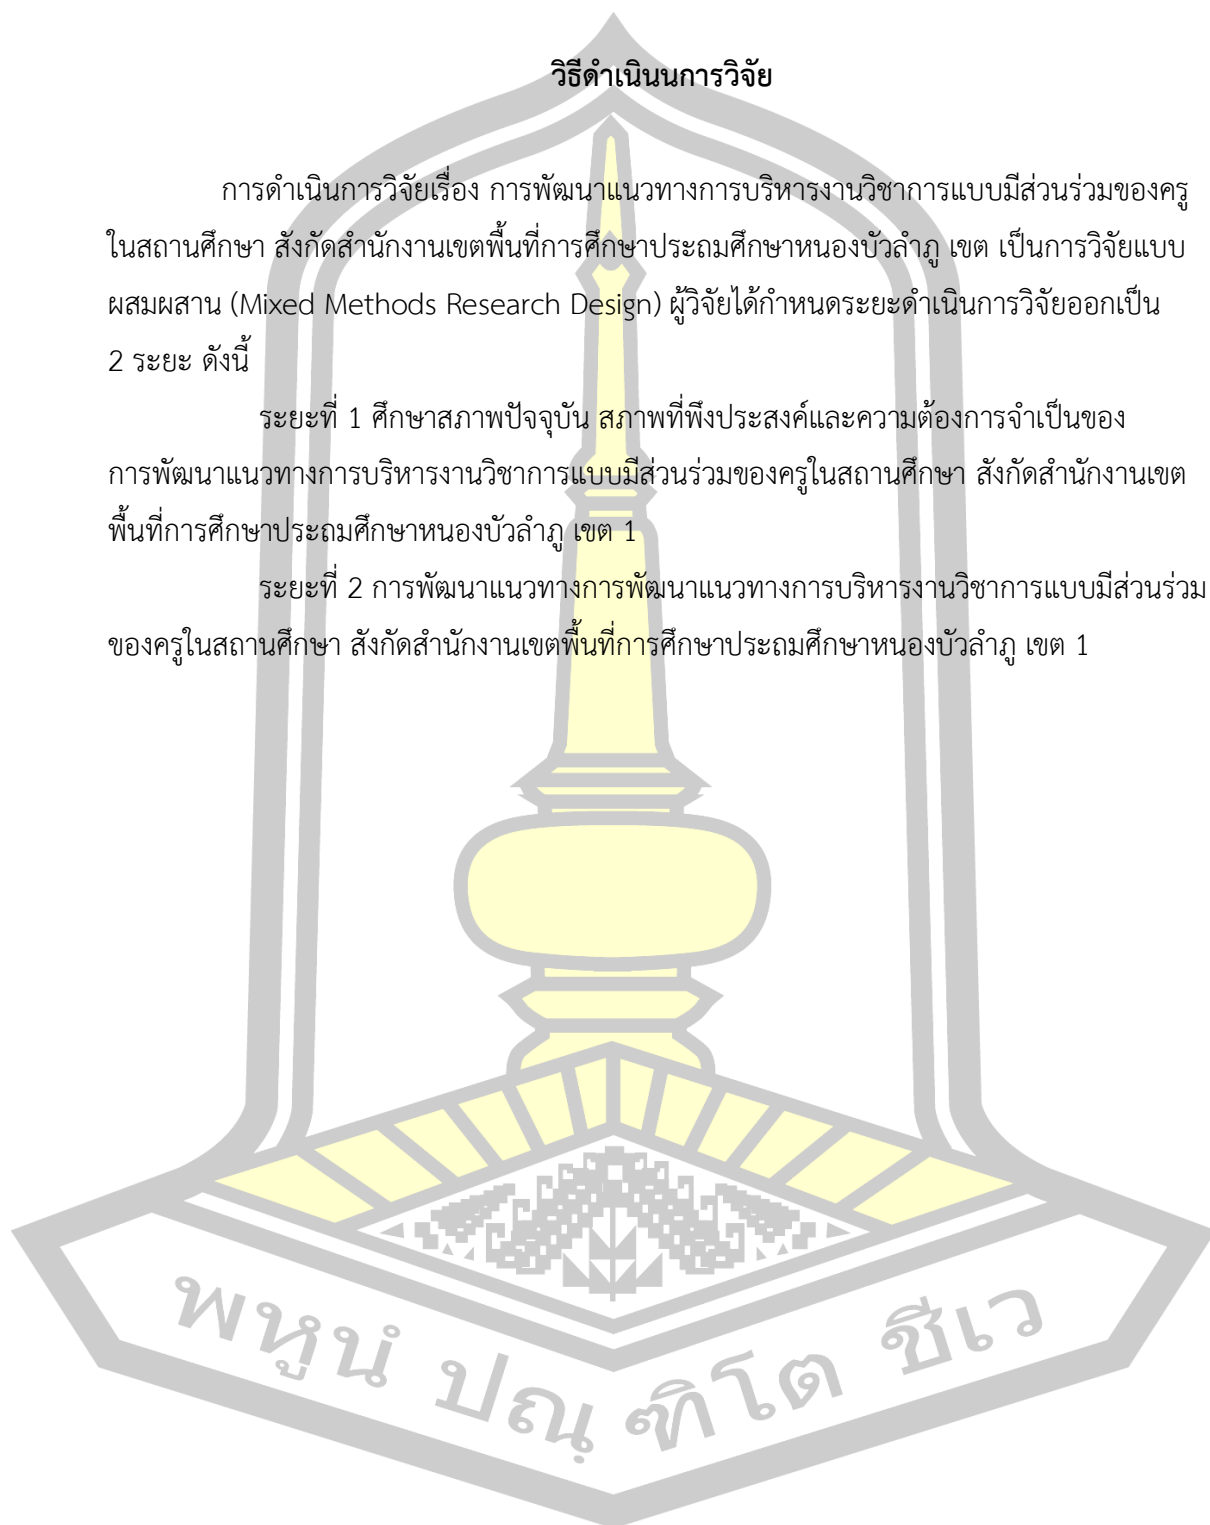 วิธีดำเนินนการวิจัย
การดำเนินการวิจัยเรื่อง การพัฒนาแนวทางการบริหารงานวิชาการแบบมีส่วนร่วมของครู
ในสถานศึกษา สังกัดสำนักงานเขตพื้นที่การศึกษาประถมศึกษาหนองบัวลำภู เขต เป็นการวิจัยแบบ
ผสมผสาน (Mixed Methods Research Design) ผู้วิจัยได้กำหนดระยะดำเนินการวิจัยออกเป็น
2 ระยะ ดังนี้
ระยะที่ 1 ศึกษาสภาพปัจจุบัน สภาพที่พึงประสงค์และความต้องการจำเป็นของ
การพัฒนาแนวทางการบริหารงานวิชาการแบบมีส่วนร่วมของครูในสถานศึกษา สังกัดสำนักงานเขต
พื้นที่การศึกษาประถมศึกษาหนองบัวลำภู เขต 1
ระยะที่ 2 การพัฒนาแนวทางการพัฒนาแนวทางการบริหารงานวิชาการแบบมีส่วนร่วม
ของครูในสถานศึกษา สังกัดสำนักงานเขตพื้นที่การศึกษาประถมศึกษาหนองบัวลำภู เขต 1
พหูนํ ปณฺ ฑิโต ชีเว